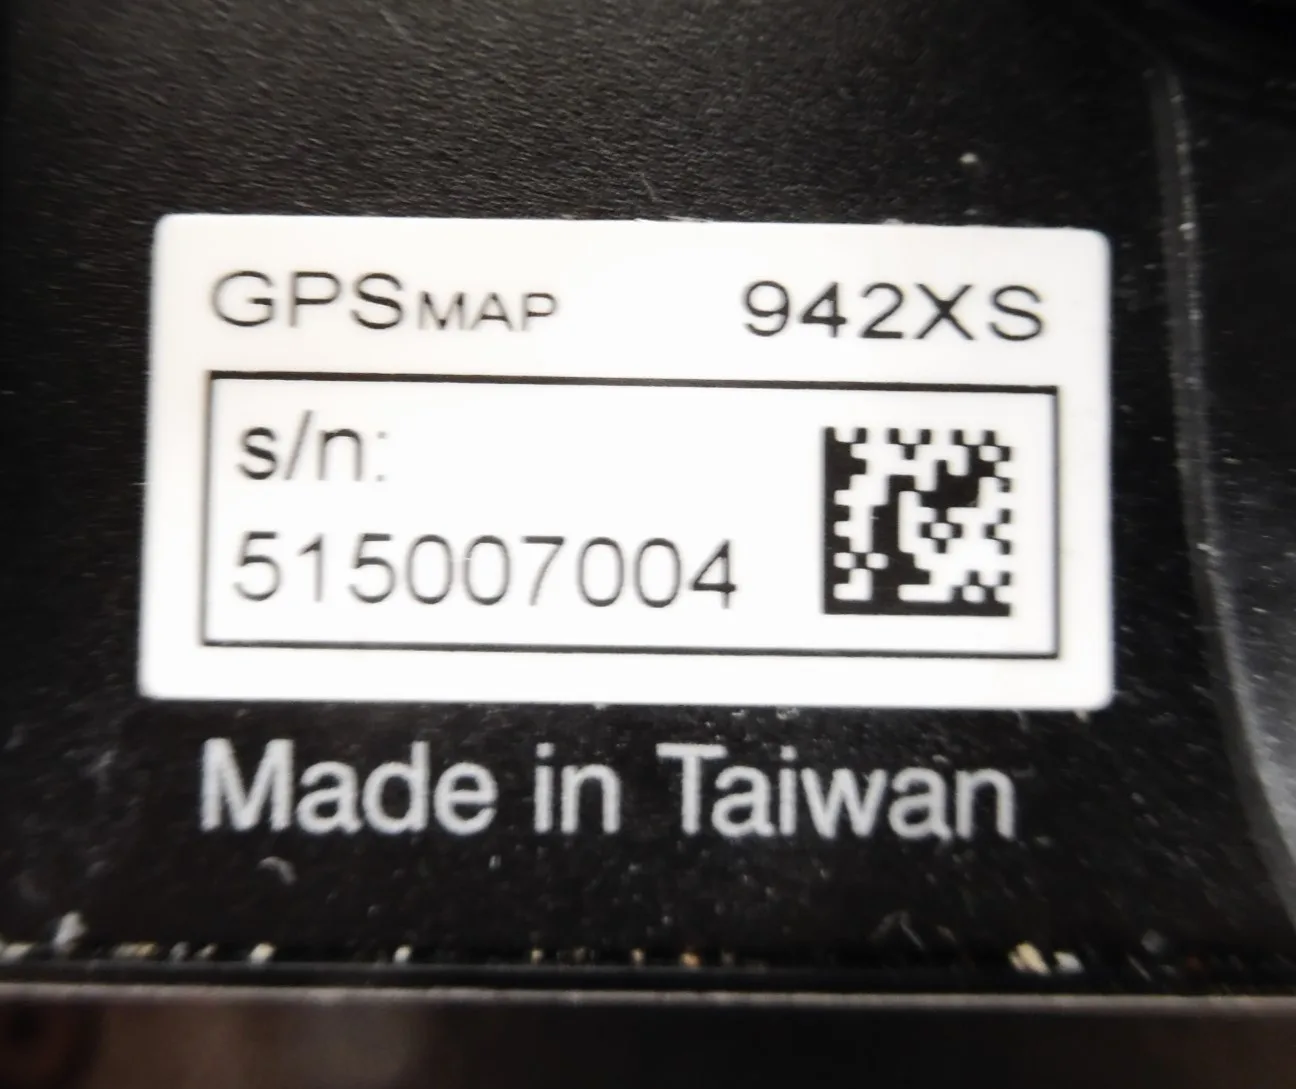 GPSMAP 942XS
s/n:
515007004
Made in Taiwan